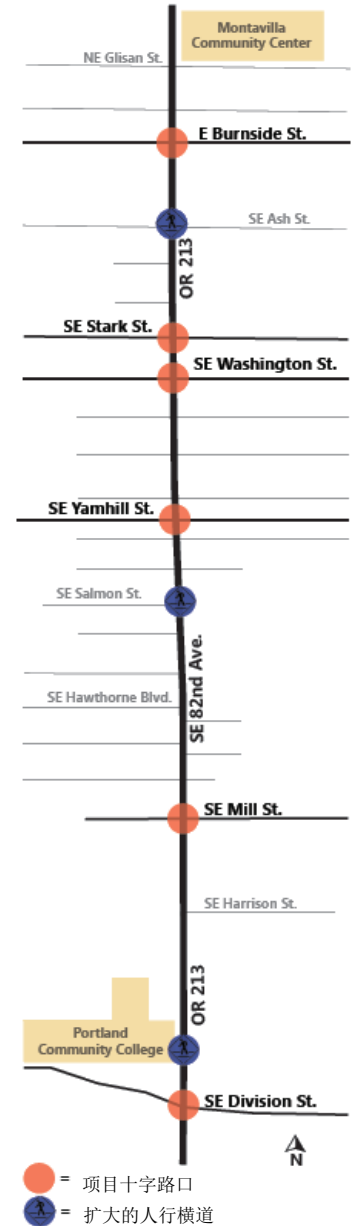 Montavilla
Community Center
NE Glisan St.
E Burnside St.
SE Ash St.
OR 213
SE Stark St.
SE Washington St.
SE Yamhill St.
SE Salmon St.
SE 82nd Ave.
SE Hawthorne Blvd.
SE Mill St.
SE Harrison St.
OR 213
Portland
Community College
SE Division St.
N
= 项目十字路口
= 扩大的人行横道